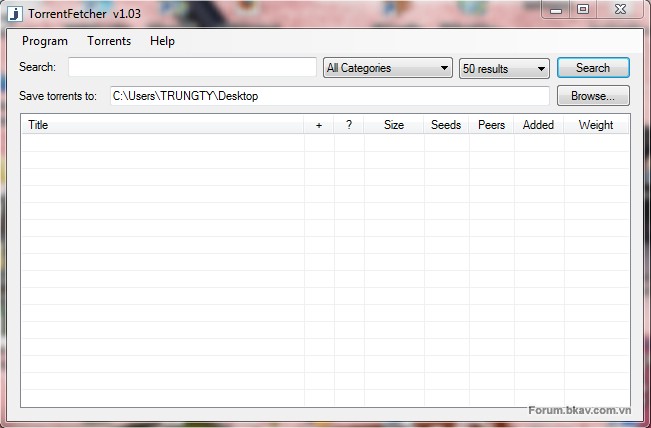 TorrentFetcher v1.03
Program Torrents Help
Search: All Categories 50 results Search
Save torrents to: C:\Users\TRUNGTY\Desktop Browse...
Title + ? Size Seeds Peers Added Weight
Forum.bkav.com.vn